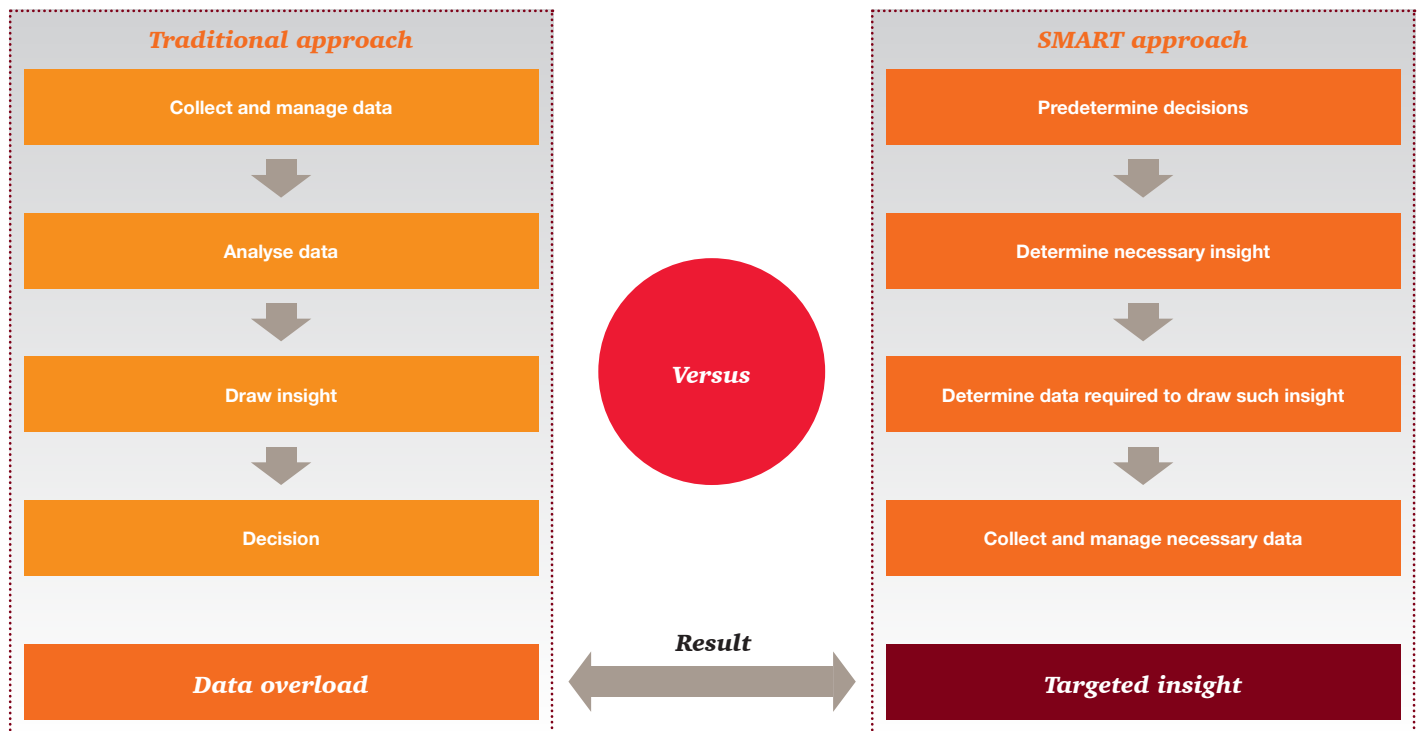 Traditional approach
Collect and manage data
Analyse data
Draw insight
Decision
Data overload
Versus
Result
SMART approach
Predetermine decisions
Determine necessary insight
Determine data required to draw such insight
Collect and manage necessary data
Targeted insight